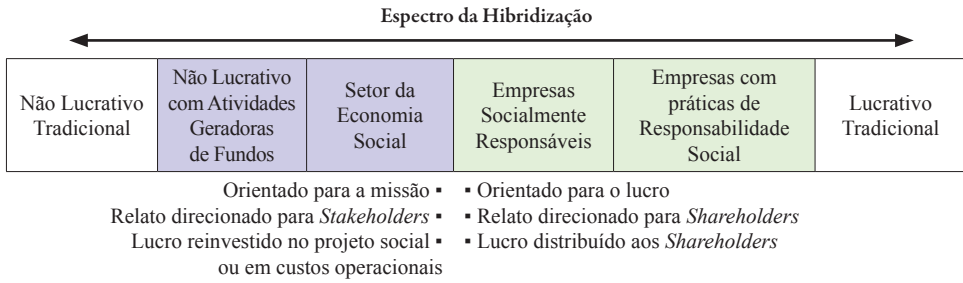 Espectro da Hibridização
Não Lucrativo
Tradicional
Não Lucrativo
com Atividades
Geradoras
de Fundos
Setor da
Economia
Social
Empresas
Socialmente
Responsáveis
Empresas com
práticas de
Responsabilidade
Social
Lucrativo
Tradicional
Orientado para a missão ▪
Relato direcionado para Stakeholders ▪
Lucro reinvestido no projeto social ▪
ou em custos operacionais
▪ Orientado para o lucro
▪ Relato direcionado para Shareholders
▪ Lucro distribuído aos Shareholders